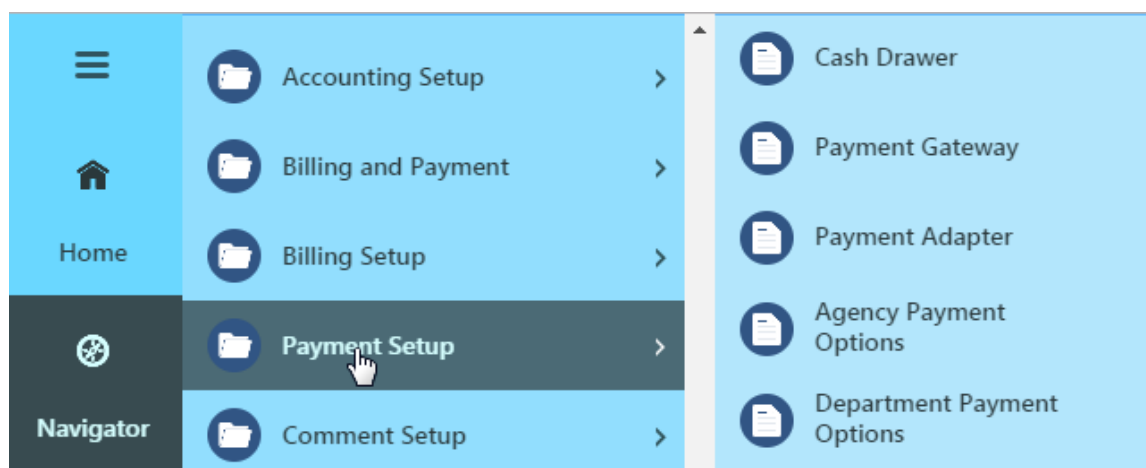 Home
Navigator
Accounting Setup
Billing and Payment
Billing Setup
Payment Setup
Comment Setup
Cash Drawer
Payment Gateway
Payment Adapter
Agency Payment
Options
Department Payment
Options